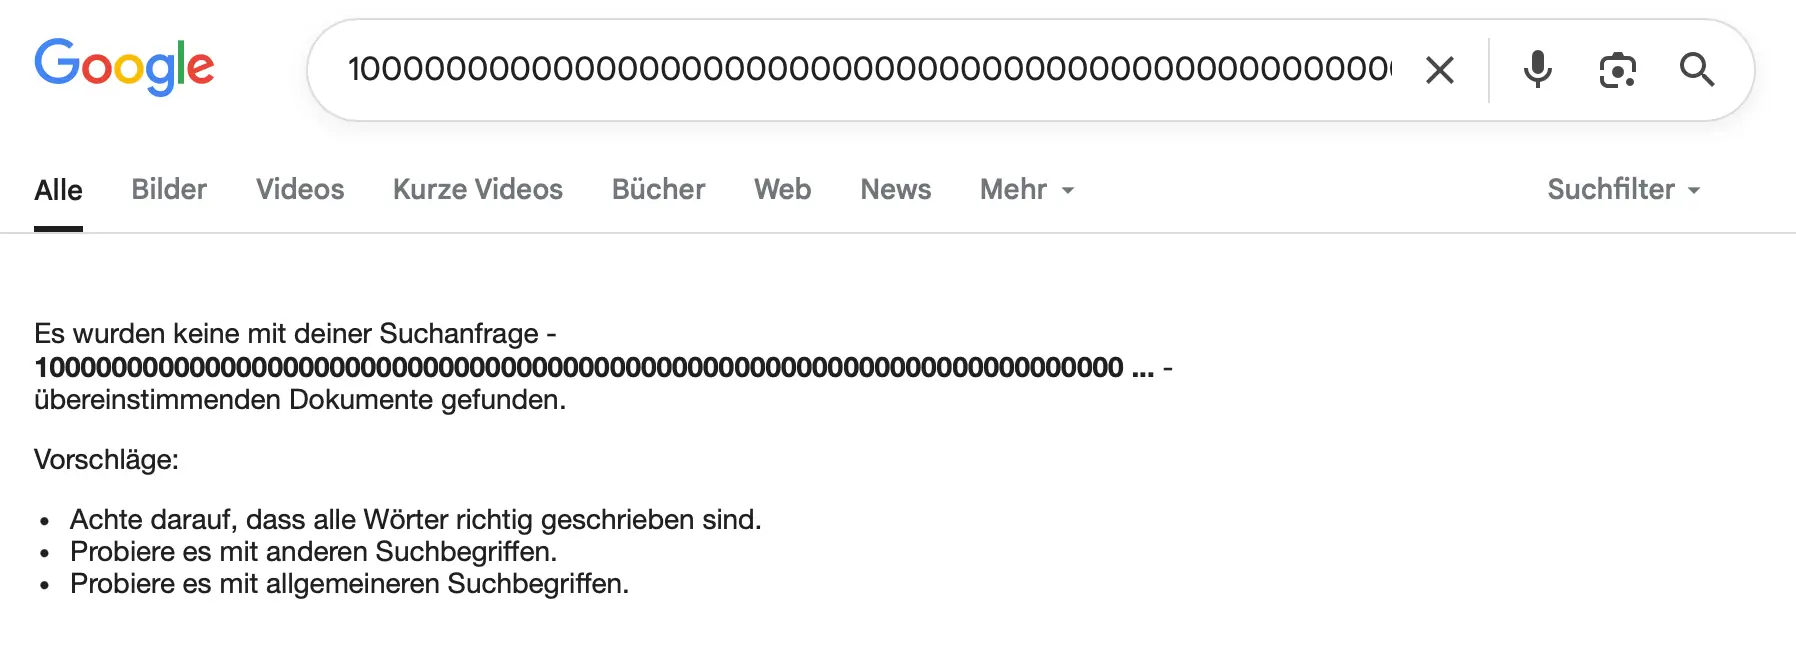 Google
1000000000000000000000000000000000000000000000000
Alle
Bilder
Videos
Kurze Videos
Bücher
Web
News
Mehr
Suchfilter
Es wurden keine mit deiner Suchanfrage -
1000000000000000000000000000000000000000000000000000000000000000000000 ... -
übereinstimmenden Dokumente gefunden.
Vorschläge:
• Achte darauf, dass alle Wörter richtig geschrieben sind.
• Probiere es mit anderen Suchbegriffen.
• Probiere es mit allgemeineren Suchbegriffen.